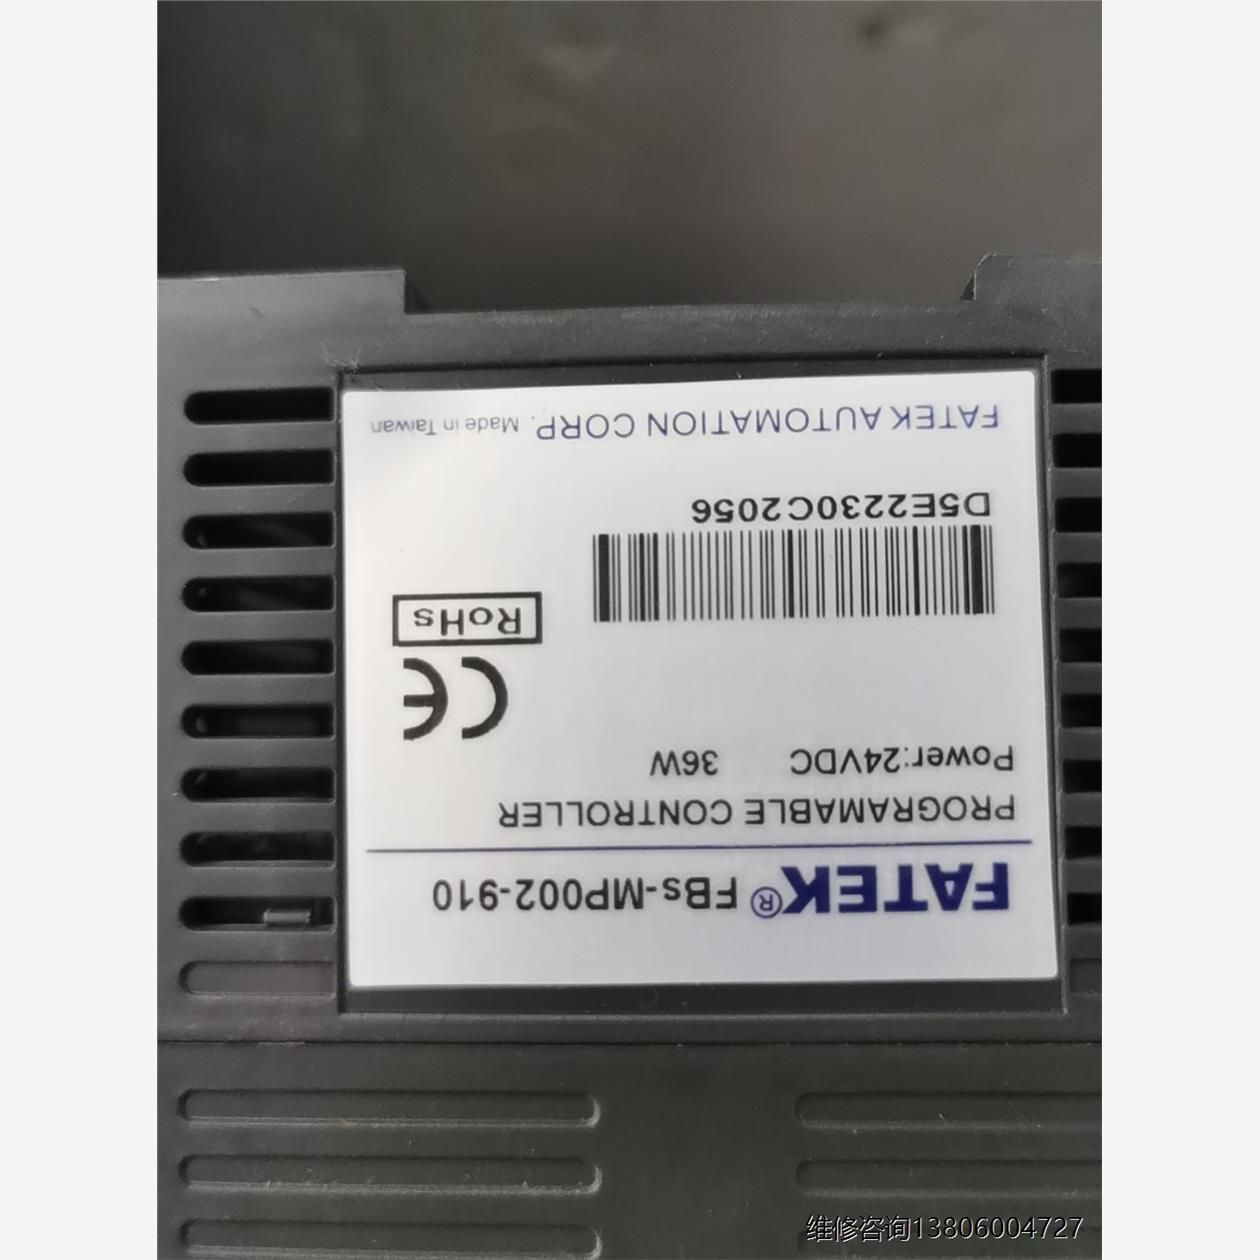 FATEK® FBs-MP002-910
PROGRAMABLE CONTROLLER
Power:24VDC 36W
CE
RoHS
D5E2230C2056
FATEK AUTOMATION CORP. Made in Taiwan
维修咨询13806004727